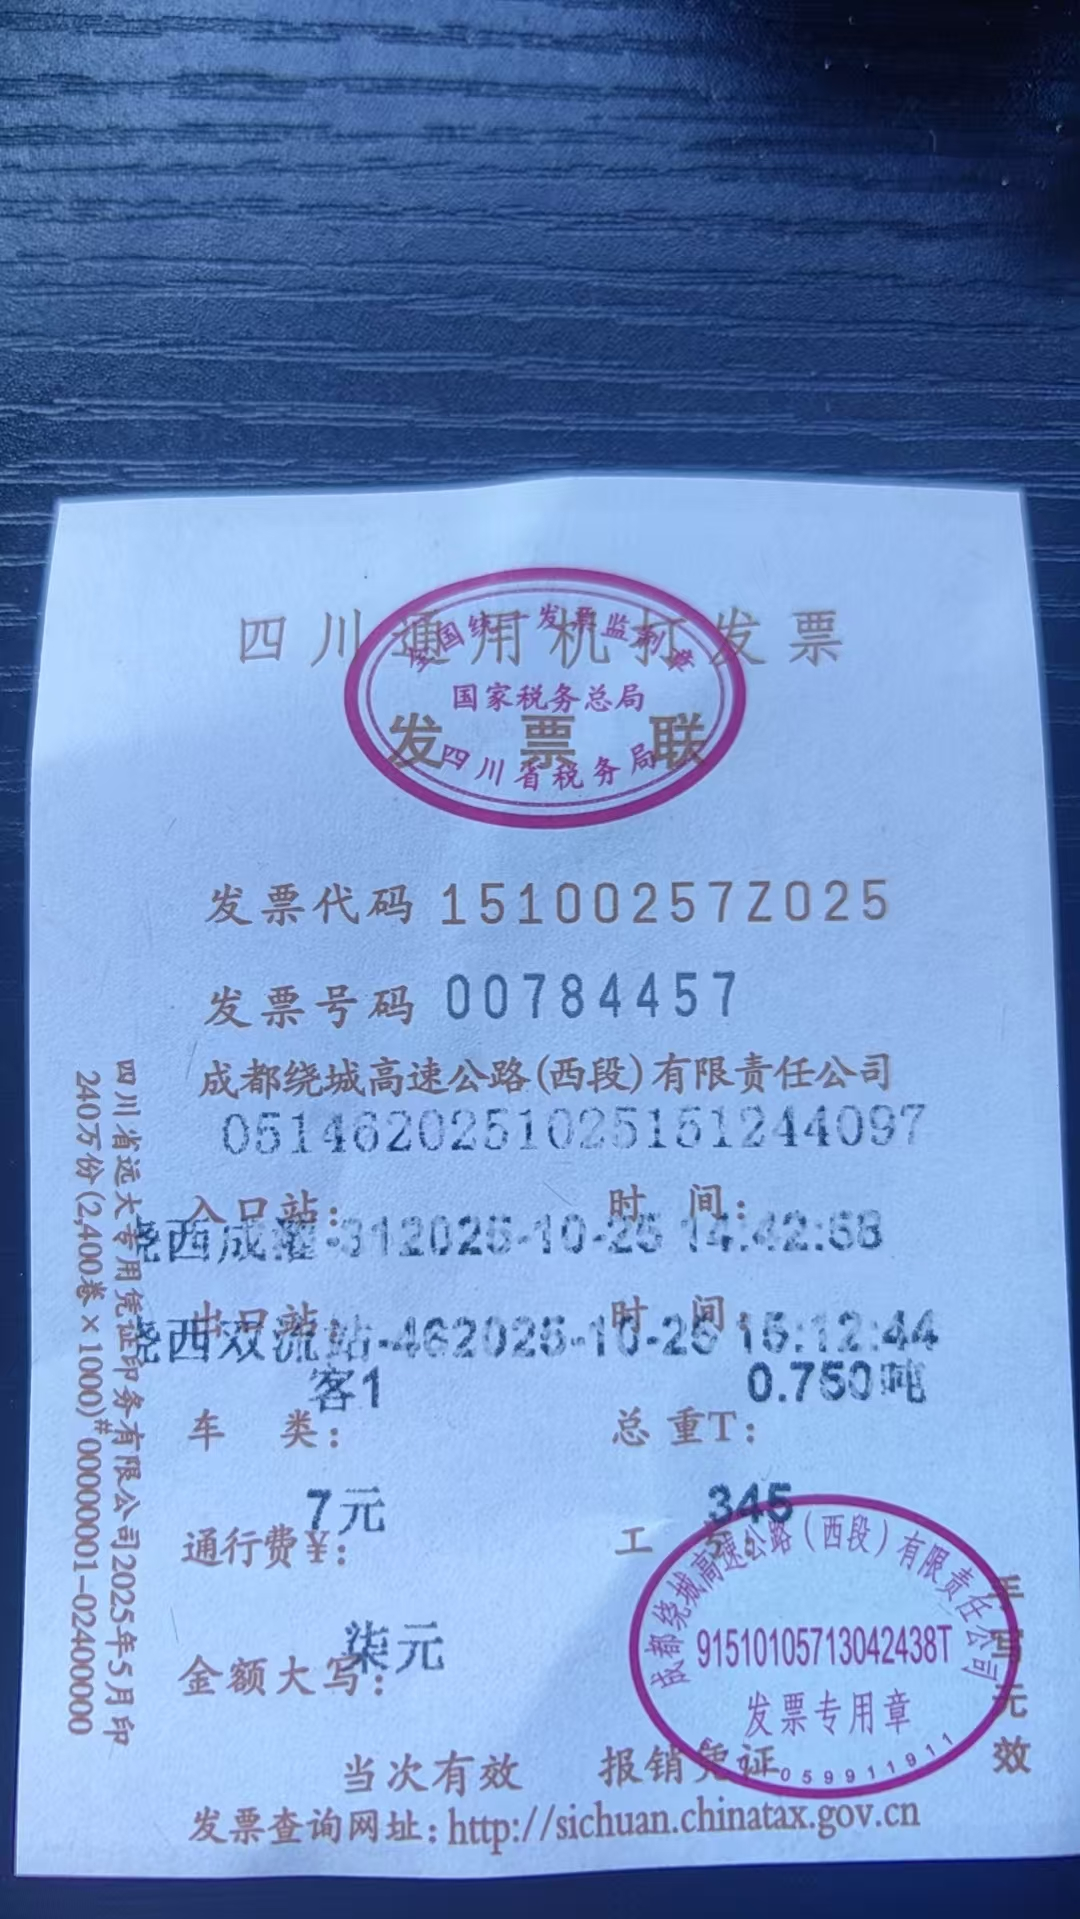 四川通用机打发票
全国统一发票监制章
国家税务总局
发票联
四川省税务局
发票代码 15100257Z025
发票号码 00784457
成都绕城高速公路(西段)有限责任公司
0514620251025151244097
入口站： 时 间：
绕西成灌-312025-10-25 14:42:58
出口站 时 间
绕西双流站-462025-10-25 15:12:44
客1 0.750吨
车 类： 总 重T：
7元 345
通行费￥： 工
柒元
金额大写：
成都绕城高速公路（西段）有限责任公司
91510105713042438T
发票专用章
手写无效
当次有效 报销凭证
发票查询网址：http://sichuan.chinatax.gov.cn
四川省远大专用凭证印务有限公司2025年5月印
240万份(2,400卷×1000)#00000001-02400000